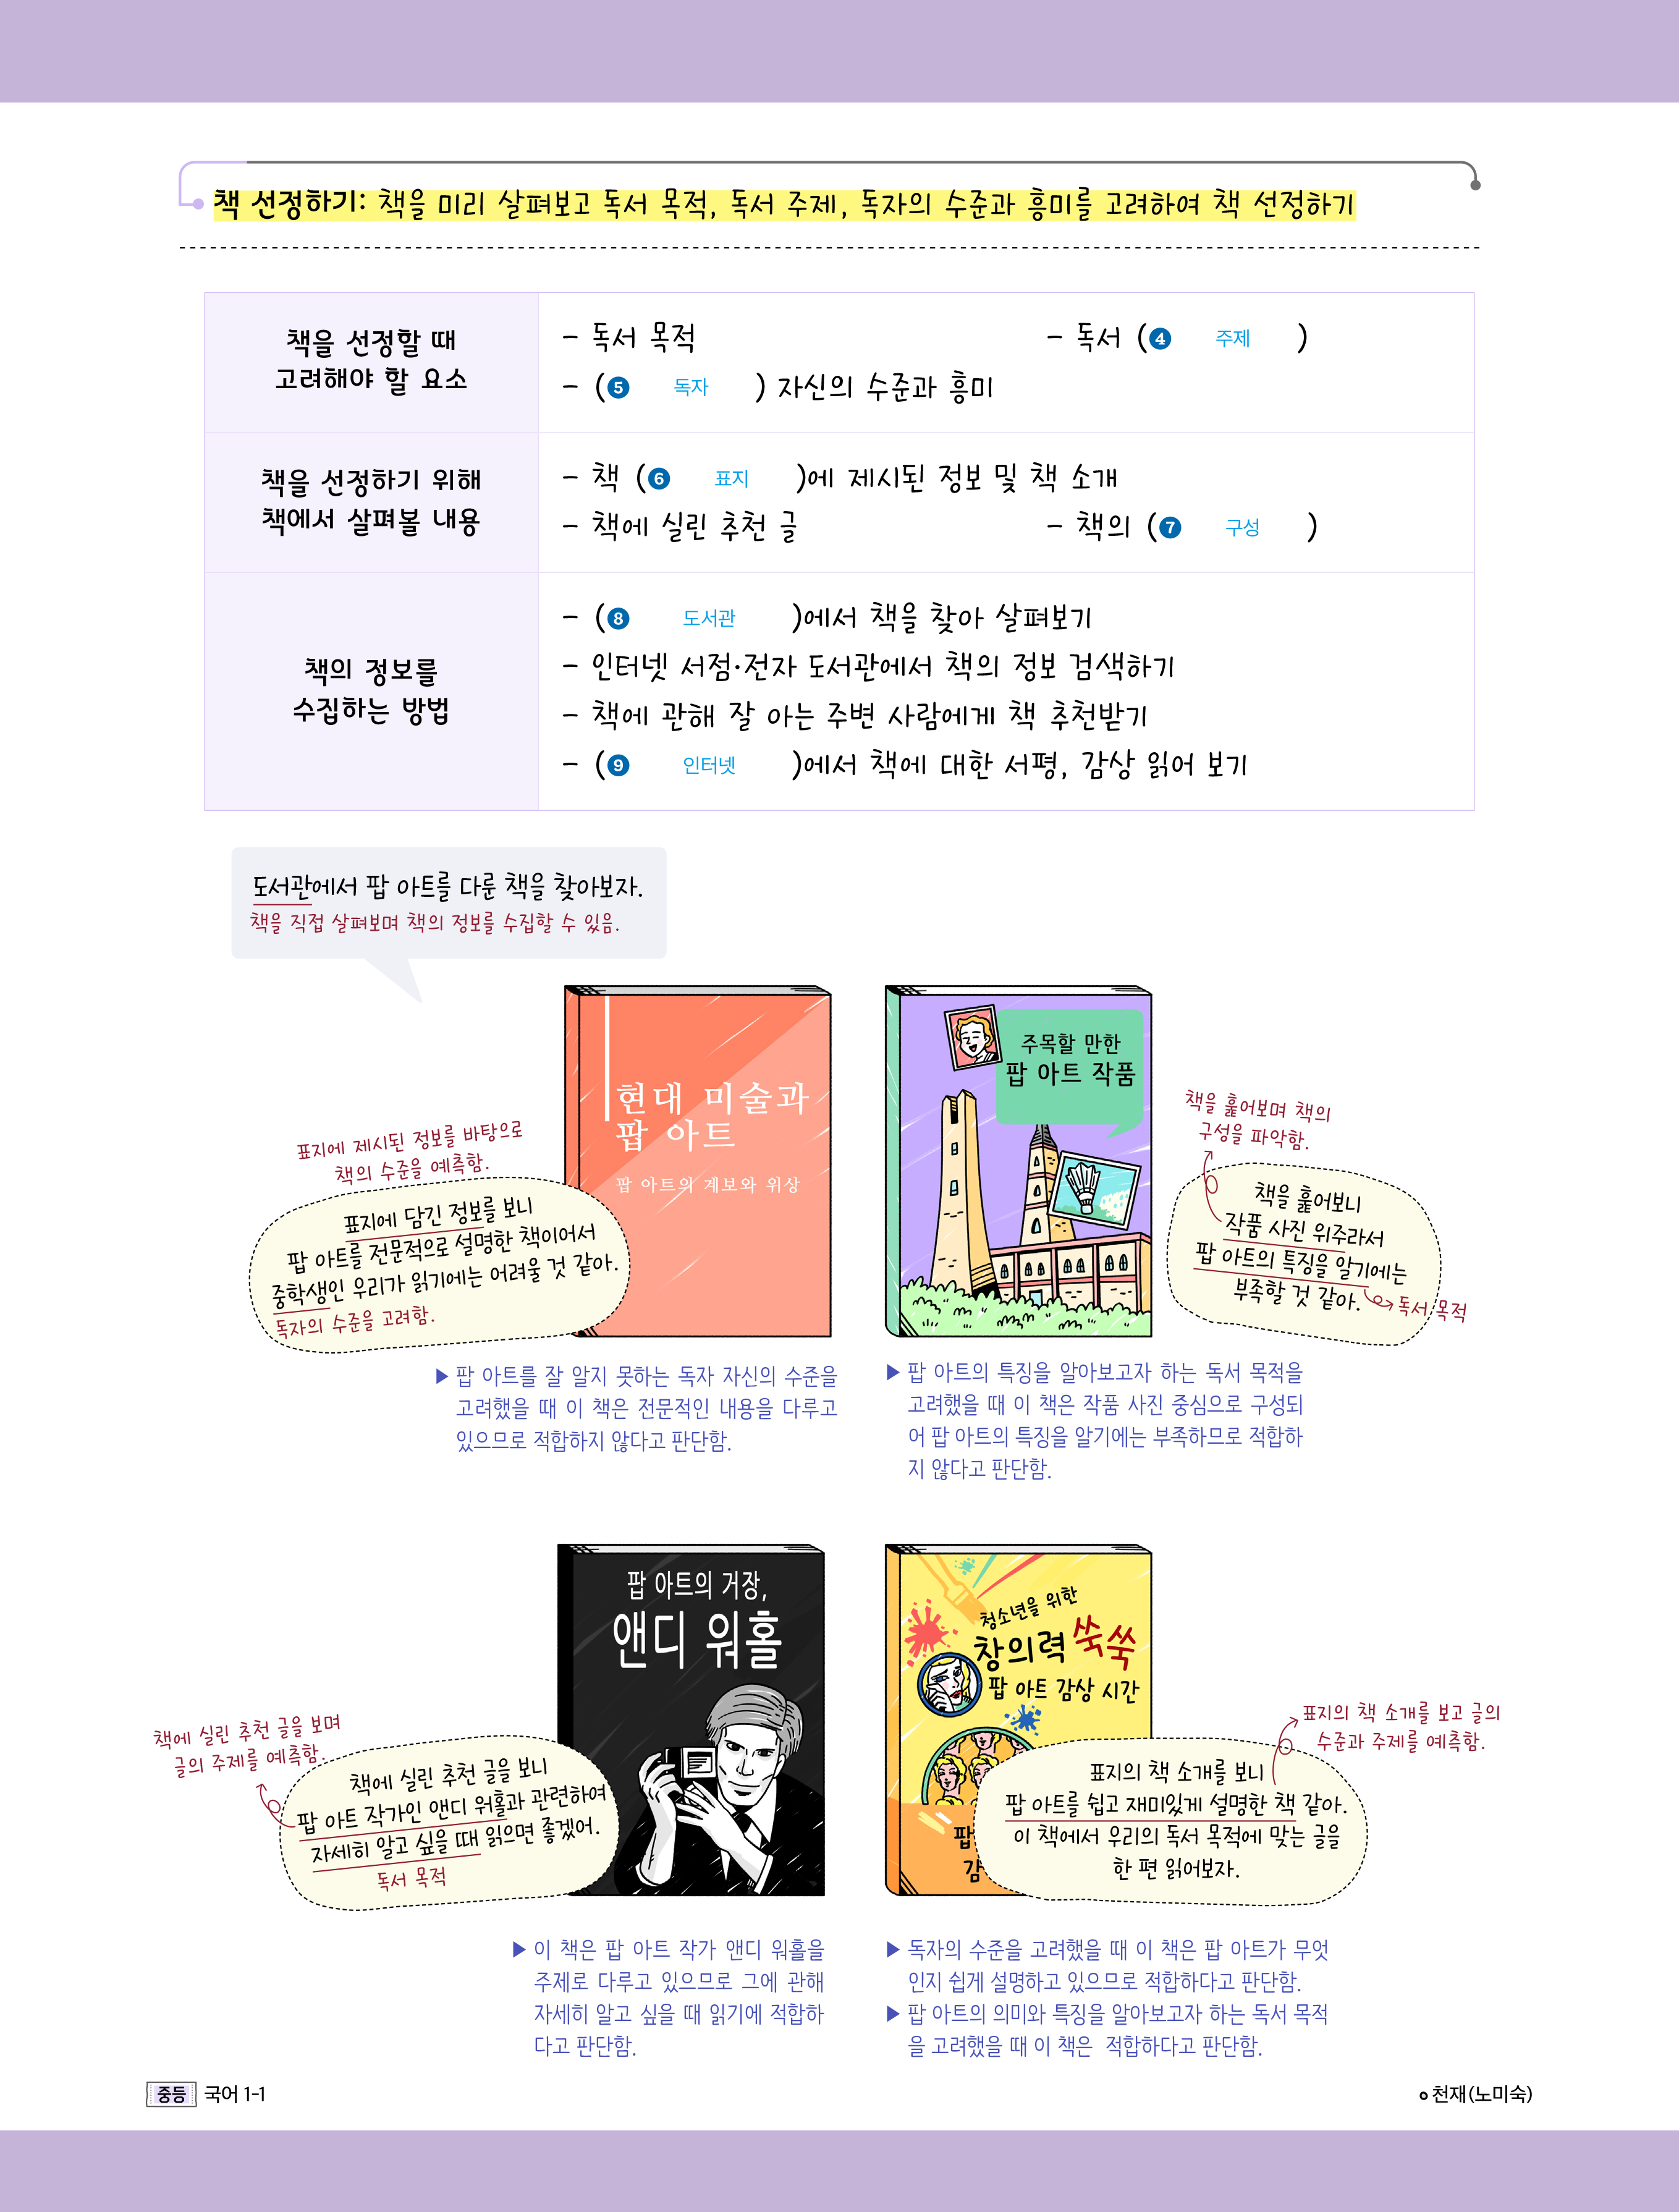 책 선정하기: 책을 미리 살펴보고 독서 목적, 독서 주제, 독자의 수준과 흥미를 고려하여 책 선정하기
책을 선정할 때
고려해야 할 요소
- 독서 목적 - 독서 (4 주제 )
- (5 독자 ) 자신의 수준과 흥미
책을 선정하기 위해
책에서 살펴볼 내용
- 책 (6 표지 )에 제시된 정보 및 책 소개
- 책에 실린 추천 글 - 책의 (7 구성 )
책의 정보를
수집하는 방법
- (8 도서관 )에서 책을 찾아 살펴보기
- 인터넷 서점·전자 도서관에서 책의 정보 검색하기
- 책에 관해 잘 아는 주변 사람에게 책 추천받기
- (9 인터넷 )에서 책에 대한 서평, 감상 읽어 보기
도서관에서 팝 아트를 다룬 책을 찾아보자.
책을 직접 살펴보며 책의 정보를 수집할 수 있음.
현대 미술과
팝 아트
팝 아트의 계보와 위상
표지에 제시된 정보를 바탕으로
책의 수준을 예측함.
표지에 담긴 정보를 보니
팝 아트를 전문적으로 설명한 책이어서
중학생인 우리가 읽기에는 어려울 것 같아.
독자의 수준을 고려함.
▶ 팝 아트를 잘 알지 못하는 독자 자신의 수준을
고려했을 때 이 책은 전문적인 내용을 다루고
있으므로 적합하지 않다고 판단함.
주목할 만한
팝 아트 작품
책을 훑어보며 책의
구성을 파악함.
책을 훑어보니
작품 사진 위주라서
팝 아트의 특징을 알기에는
부족할 것 같아.
독서 목적
▶ 팝 아트의 특징을 알아보고자 하는 독서 목적을
고려했을 때 이 책은 작품 사진 중심으로 구성되
어 팝 아트의 특징을 알기에는 부족하므로 적합하
지 않다고 판단함.
팝 아트의 거장,
앤디 워홀
책에 실린 추천 글을 보며
글의 주제를 예측함.
책에 실린 추천 글을 보니
팝 아트 작가인 앤디 워홀과 관련하여
자세히 알고 싶을 때 읽으면 좋겠어.
독서 목적
▶ 이 책은 팝 아트 작가 앤디 워홀을
주제로 다루고 있으므로 그에 관해
자세히 알고 싶을 때 읽기에 적합하
다고 판단함.
청소년을 위한
창의력 쑥쑥
팝 아트 감상 시간
팝
감
표지의 책 소개를 보고 글의
수준과 주제를 예측함.
표지의 책 소개를 보니
팝 아트를 쉽고 재미있게 설명한 책 같아.
이 책에서 우리의 독서 목적에 맞는 글을
한 편 읽어보자.
▶ 독자의 수준을 고려했을 때 이 책은 팝 아트가 무엇
인지 쉽게 설명하고 있으므로 적합하다고 판단함.
▶ 팝 아트의 의미와 특징을 알아보고자 하는 독서 목적
을 고려했을 때 이 책은 적합하다고 판단함.
중등 국어 1-1
천재(노미숙)